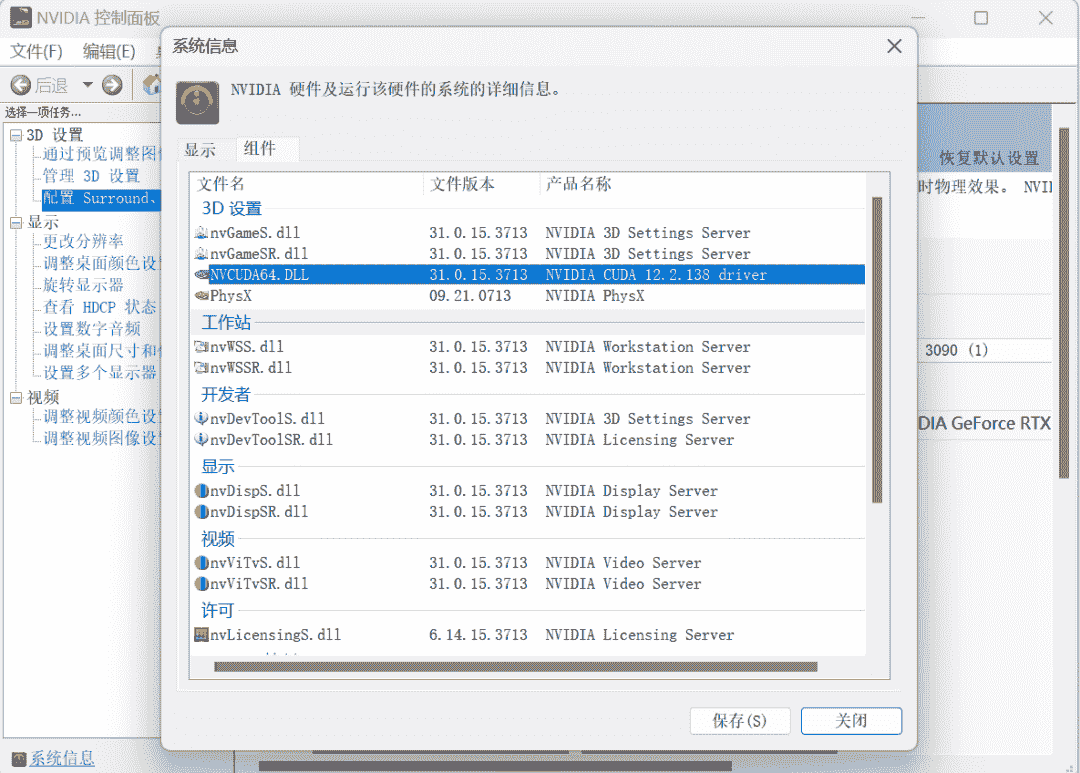 NVIDIA 控制面板
文件(F) 编辑(E)
后退
选择一项任务...
3D 设置
通过预览调整图
管理 3D 设置
配置 Surround、
显示
更改分辨率
调整桌面颜色设
旋转显示器
查看 HDCP 状态
设置数字音频
调整桌面尺寸和
设置多个显示器
视频
调整视频颜色设
调整视频图像设
系统信息
系统信息
NVIDIA 硬件及运行该硬件的系统的详细信息。
显示 组件
文件名 文件版本 产品名称
3D 设置
nvGameS.dll 31.0.15.3713 NVIDIA 3D Settings Server
nvGameSR.dll 31.0.15.3713 NVIDIA 3D Settings Server
NVCUDA64.DLL 31.0.15.3713 NVIDIA CUDA 12.2.138 driver
PhysX 09.21.0713 NVIDIA PhysX
工作站
nvWSS.dll 31.0.15.3713 NVIDIA Workstation Server
nvWSSR.dll 31.0.15.3713 NVIDIA Workstation Server
开发者
nvDevToolS.dll 31.0.15.3713 NVIDIA 3D Settings Server
nvDevToolSR.dll 31.0.15.3713 NVIDIA Licensing Server
显示
nvDispS.dll 31.0.15.3713 NVIDIA Display Server
nvDispSR.dll 31.0.15.3713 NVIDIA Display Server
视频
nvViTvS.dll 31.0.15.3713 NVIDIA Video Server
nvViTvSR.dll 31.0.15.3713 NVIDIA Video Server
许可
nvLicensingS.dll 6.14.15.3713 NVIDIA Licensing Server
保存(S) 关闭
恢复默认设置
时物理效果。 NVI
3090 (1)
DIA GeForce RTX